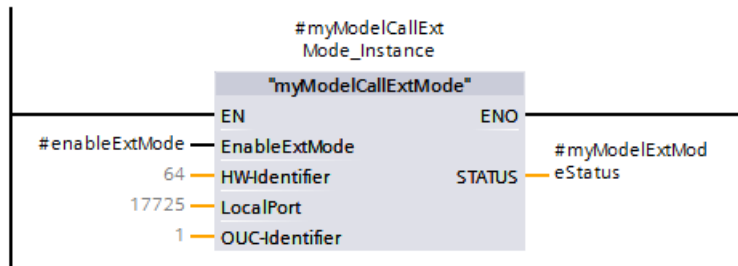 #myModelCallExt
Mode_Instance
"myModelCallExtMode"
EN ENO
#enableExtMode EnableExtMode
#myModelExtMod
64 HW-Identifier STATUS eStatus
17725 LocalPort
1 OUC-Identifier